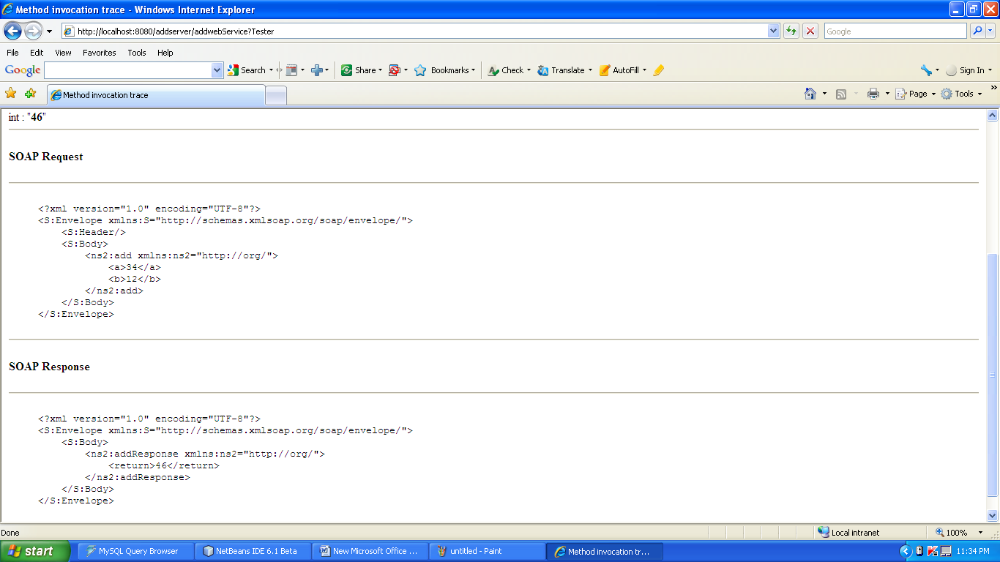 Method invocation trace - Windows Internet Explorer
http://localhost:8080/addserver/addwebService?Tester
Google
File Edit View Favorites Tools Help
Google Search Share Bookmarks Check Translate AutoFill Sign In
Method invocation trace
Page Tools
int : "46"
SOAP Request
<?xml version="1.0" encoding="UTF-8"?>
<S:Envelope xmlns:S="http://schemas.xmlsoap.org/soap/envelope/">
<S:Header/>
<S:Body>
<ns2:add xmlns:ns2="http://org/">
<a>34</a>
<b>12</b>
</ns2:add>
</S:Body>
</S:Envelope>
SOAP Response
<?xml version="1.0" encoding="UTF-8"?>
<S:Envelope xmlns:S="http://schemas.xmlsoap.org/soap/envelope/">
<S:Body>
<ns2:addResponse xmlns:ns2="http://org/">
<return>46</return>
</ns2:addResponse>
</S:Body>
</S:Envelope>
Done Local intranet 100%
start MySQL Query Browser NetBeans IDE 6.1 Beta New Microsoft Office ... untitled - Paint Method invocation tr... 11:34 PM